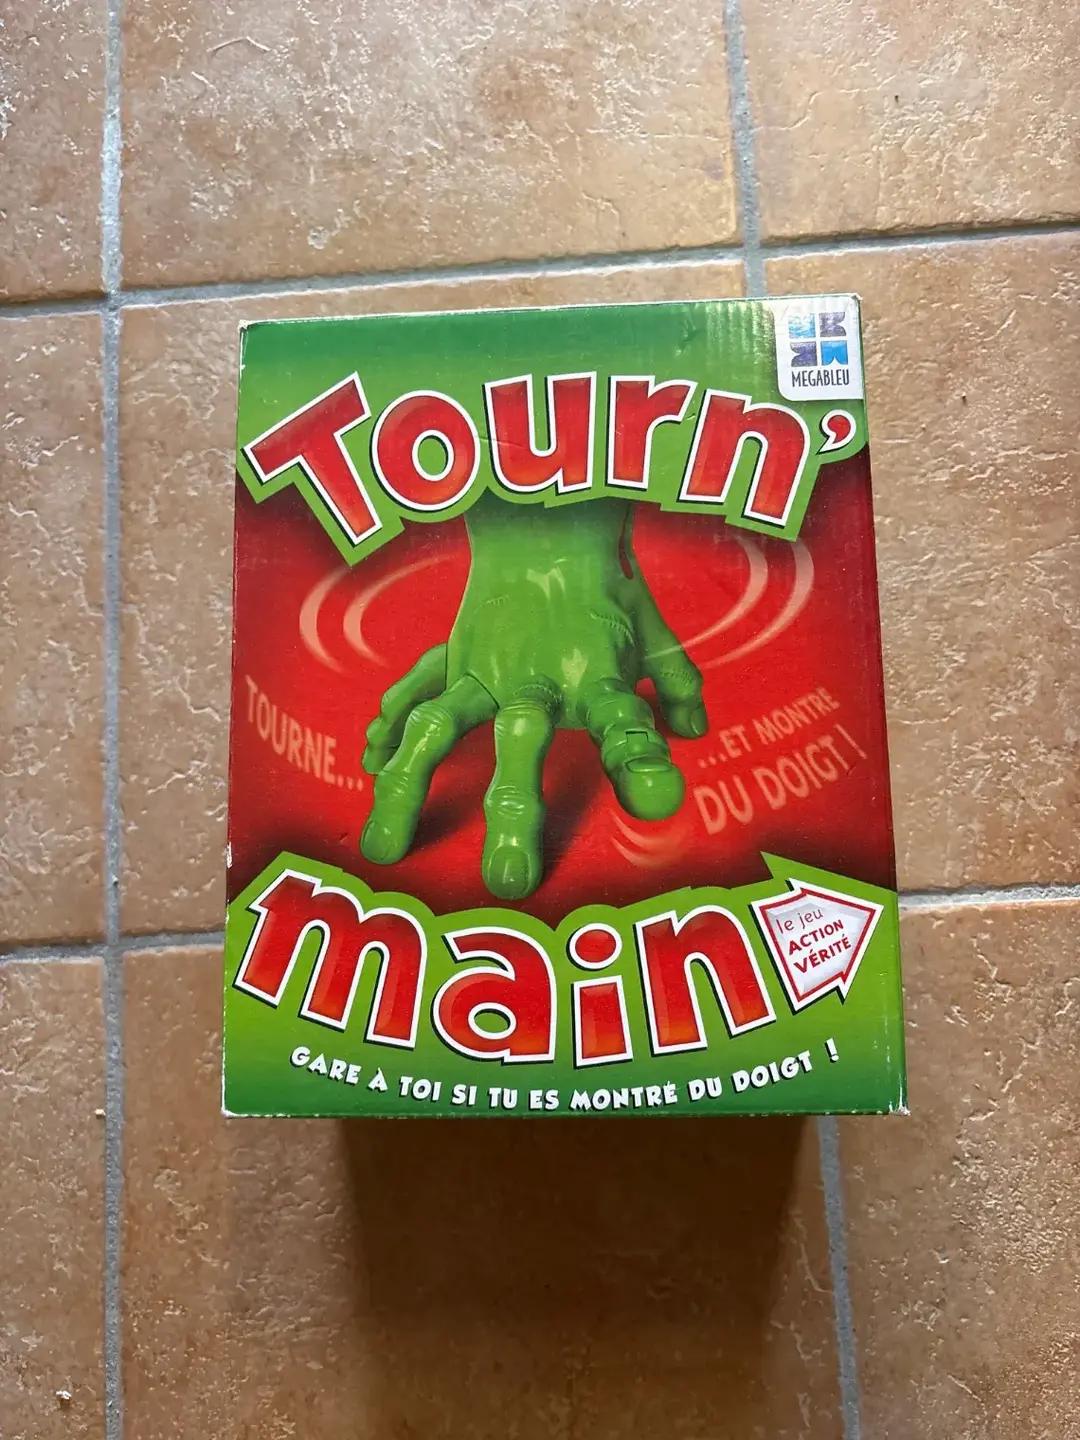 MEGABLEU
Tourn'
TOURNE...
...ET MONTRE
DU DOIGT !
main
le jeu
ACTION
VÉRITÉ
GARE À TOI SI TU ES MONTRÉ DU DOIGT !